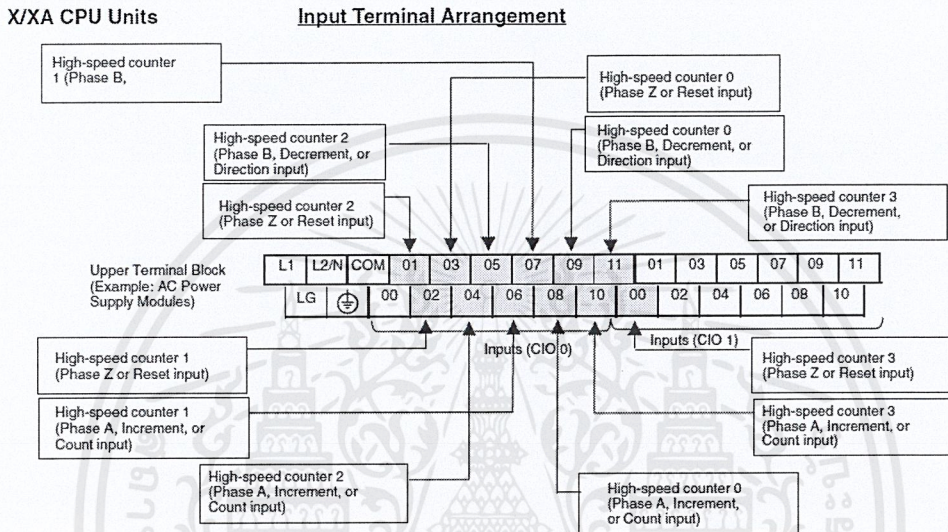 X/XA CPU Units
Input Terminal Arrangement
High-speed counter
1 (Phase B,
High-speed counter 0
(Phase Z or Reset input)
High-speed counter 2
(Phase B, Decrement, or
Direction input)
High-speed counter 0
(Phase B, Decrement, or
Direction input)
High-speed counter 2
(Phase Z or Reset input)
High-speed counter 3
(Phase B, Decrement,
or Direction input)
Upper Terminal Block
(Example: AC Power
Supply Modules)
L1 L2/N COM 01 03 05 07 09 11 01 03 05 07 09 11
LG 00 02 04 06 08 10 00 02 04 06 08 10
Inputs (CIO 0)
Inputs (CIO 1)
High-speed counter 1
(Phase Z or Reset input)
High-speed counter 3
(Phase Z or Reset input)
High-speed counter 1
(Phase A, Increment, or
Count input)
High-speed counter 3
(Phase A, Increment, or
Count input)
High-speed counter 2
(Phase A, Increment, or
Count input)
High-speed counter 0
(Phase A, Increment,
or Count input)